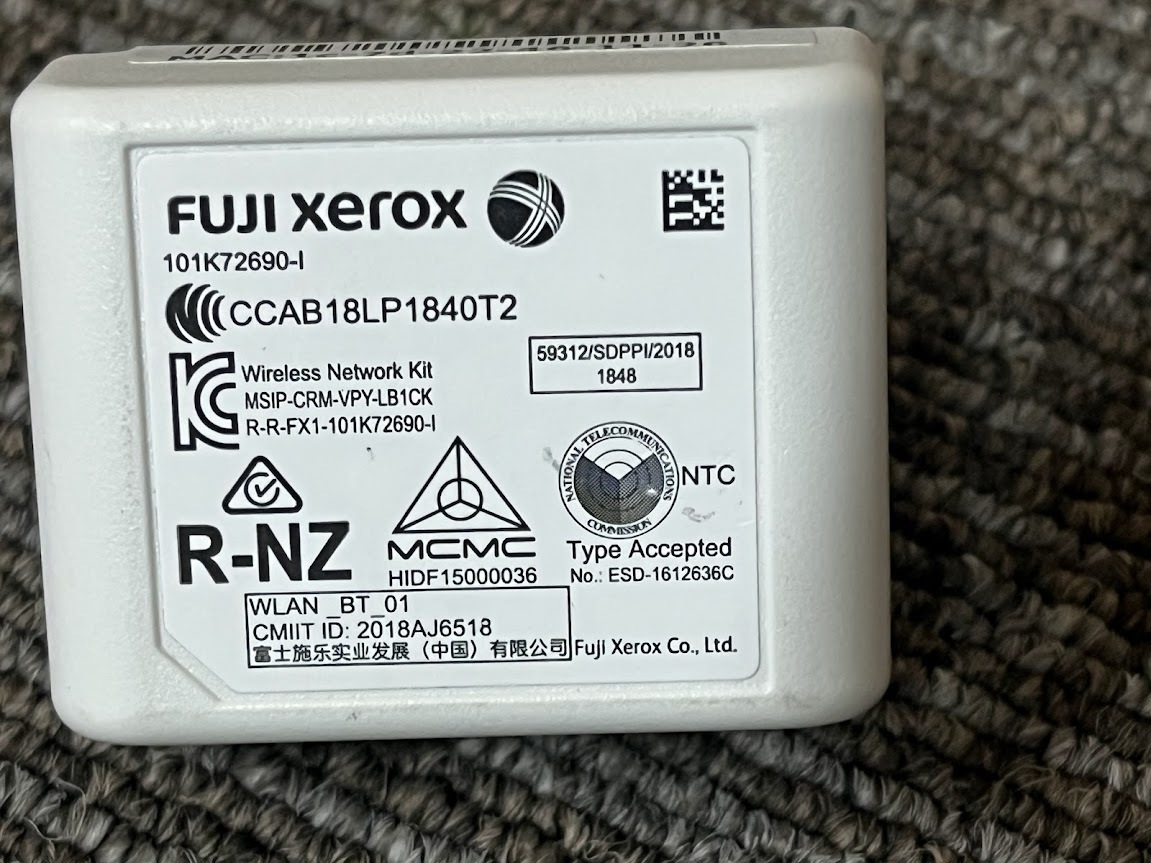 FUJI xerox
101K72690-I
CCAB18LP1840T2
Wireless Network Kit
MSIP-CRM-VPY-LB1CK
R-R-FX1-101K72690-I
59312/SDPPI/2018
1848
NATIONAL TELECOMMUNICATIONS
COMMISSION
NTC
Type Accepted
No.: ESD-1612636C
R-NZ
MCMC
HIDF15000036
WLAN _BT_01
CMIIT ID: 2018AJ6518
富士施乐实业发展（中国）有限公司
Fuji Xerox Co., Ltd.